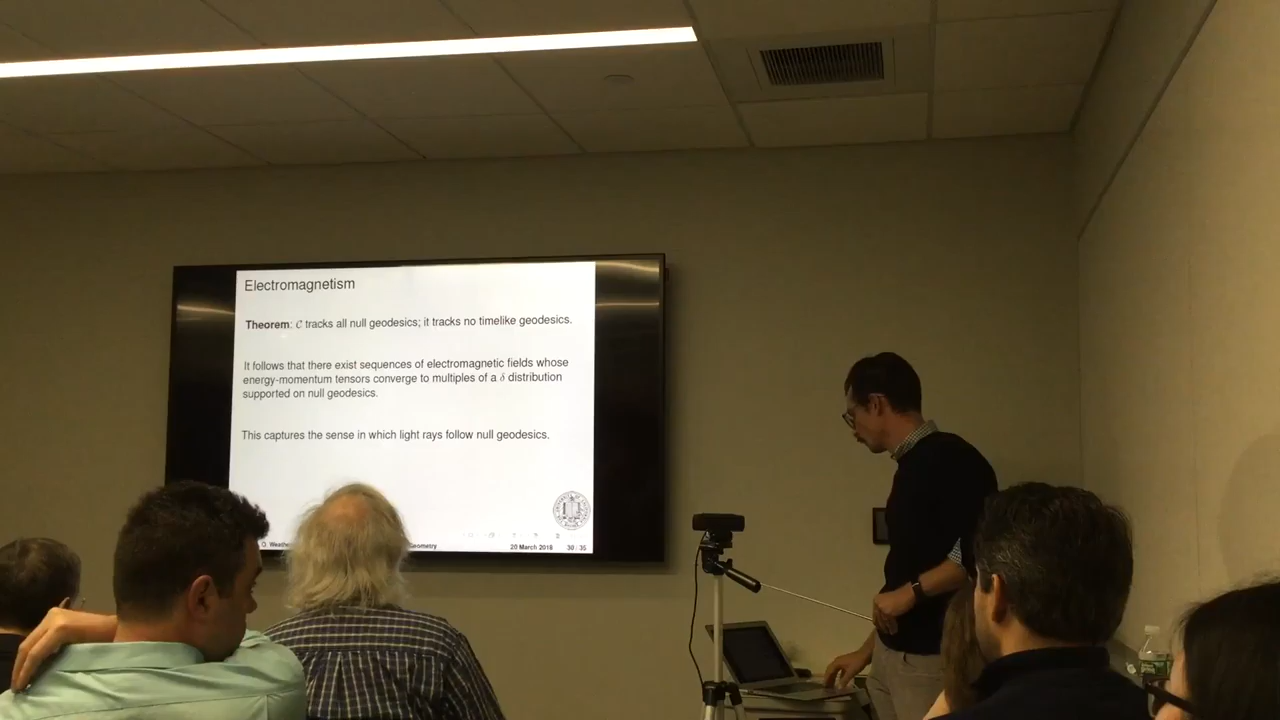 Electromagnetism
Theorem: C tracks all null geodesics; it tracks no timelike geodesics.
It follows that there exist sequences of electromagnetic fields whose
energy-momentum tensors converge to multiples of a δ distribution
supported on null geodesics.
This captures the sense in which light rays follow null geodesics.
20 March 2018 30 / 35